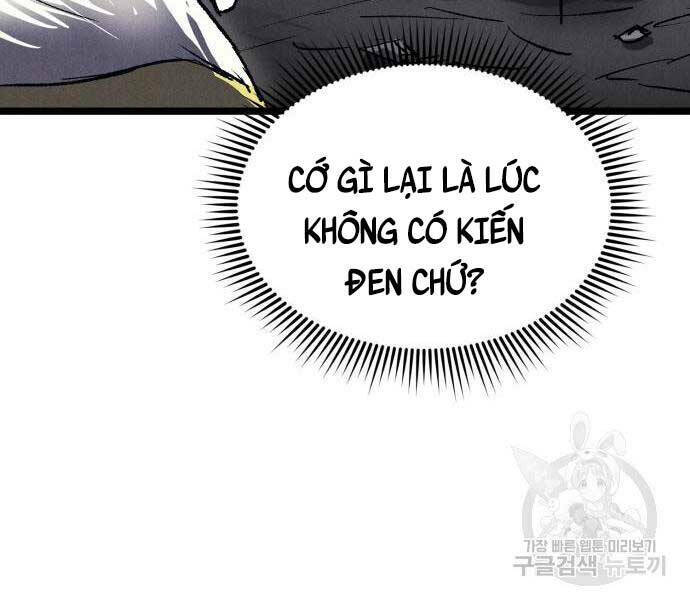 CỚ GÌ LẠI LÀ LÚC
KHÔNG CÓ KIẾN
ĐEN CHỨ?
가장 빠른 웹툰 미리보기
구글검색 뉴토끼